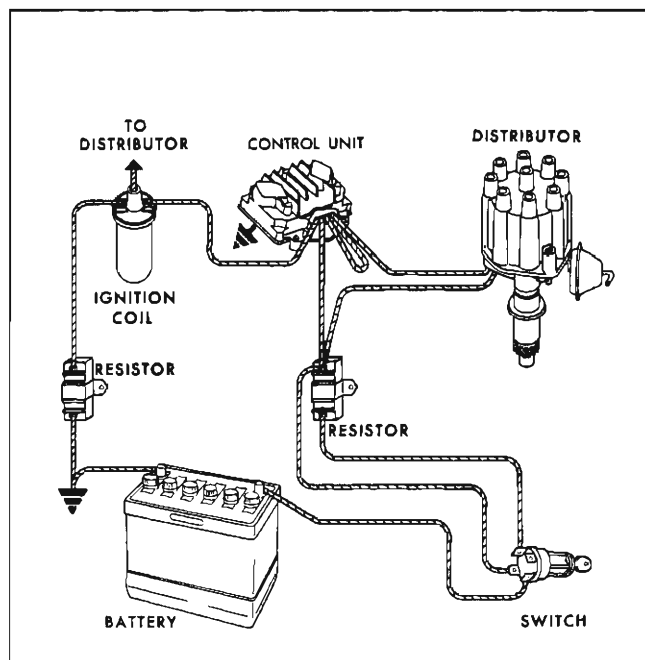 TO
DISTRIBUTOR
CONTROL UNIT
DISTRIBUTOR
IGNITION
COIL
RESISTOR
RESISTOR
BATTERY
SWITCH